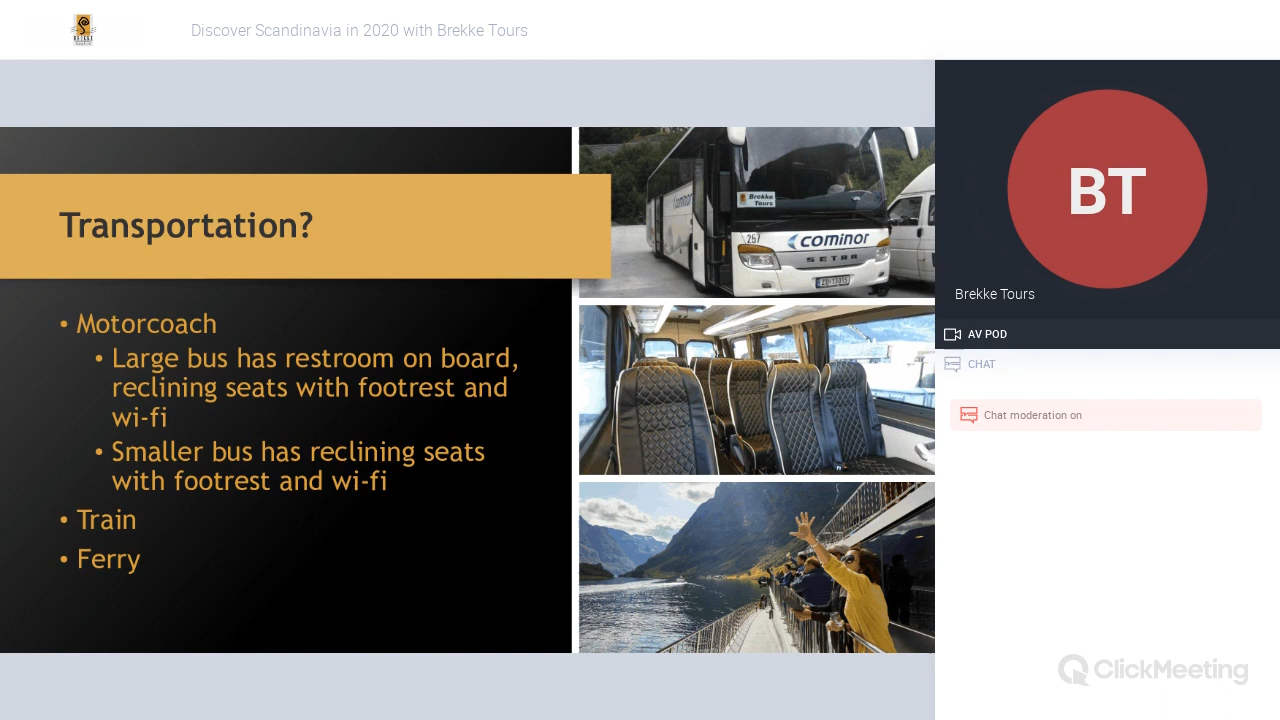 BREKKE
Discover Scandinavia in 2020 with Brekke Tours
Transportation?
• Motorcoach
• Large bus has restroom on board,
reclining seats with footrest and
wi-fi
• Smaller bus has reclining seats
with footrest and wi-fi
• Train
• Ferry
cominor
Brekke
Tours
257
cominor
SETRA
BT
Brekke Tours
AV POD
CHAT
Chat moderation on
ClickMeeting